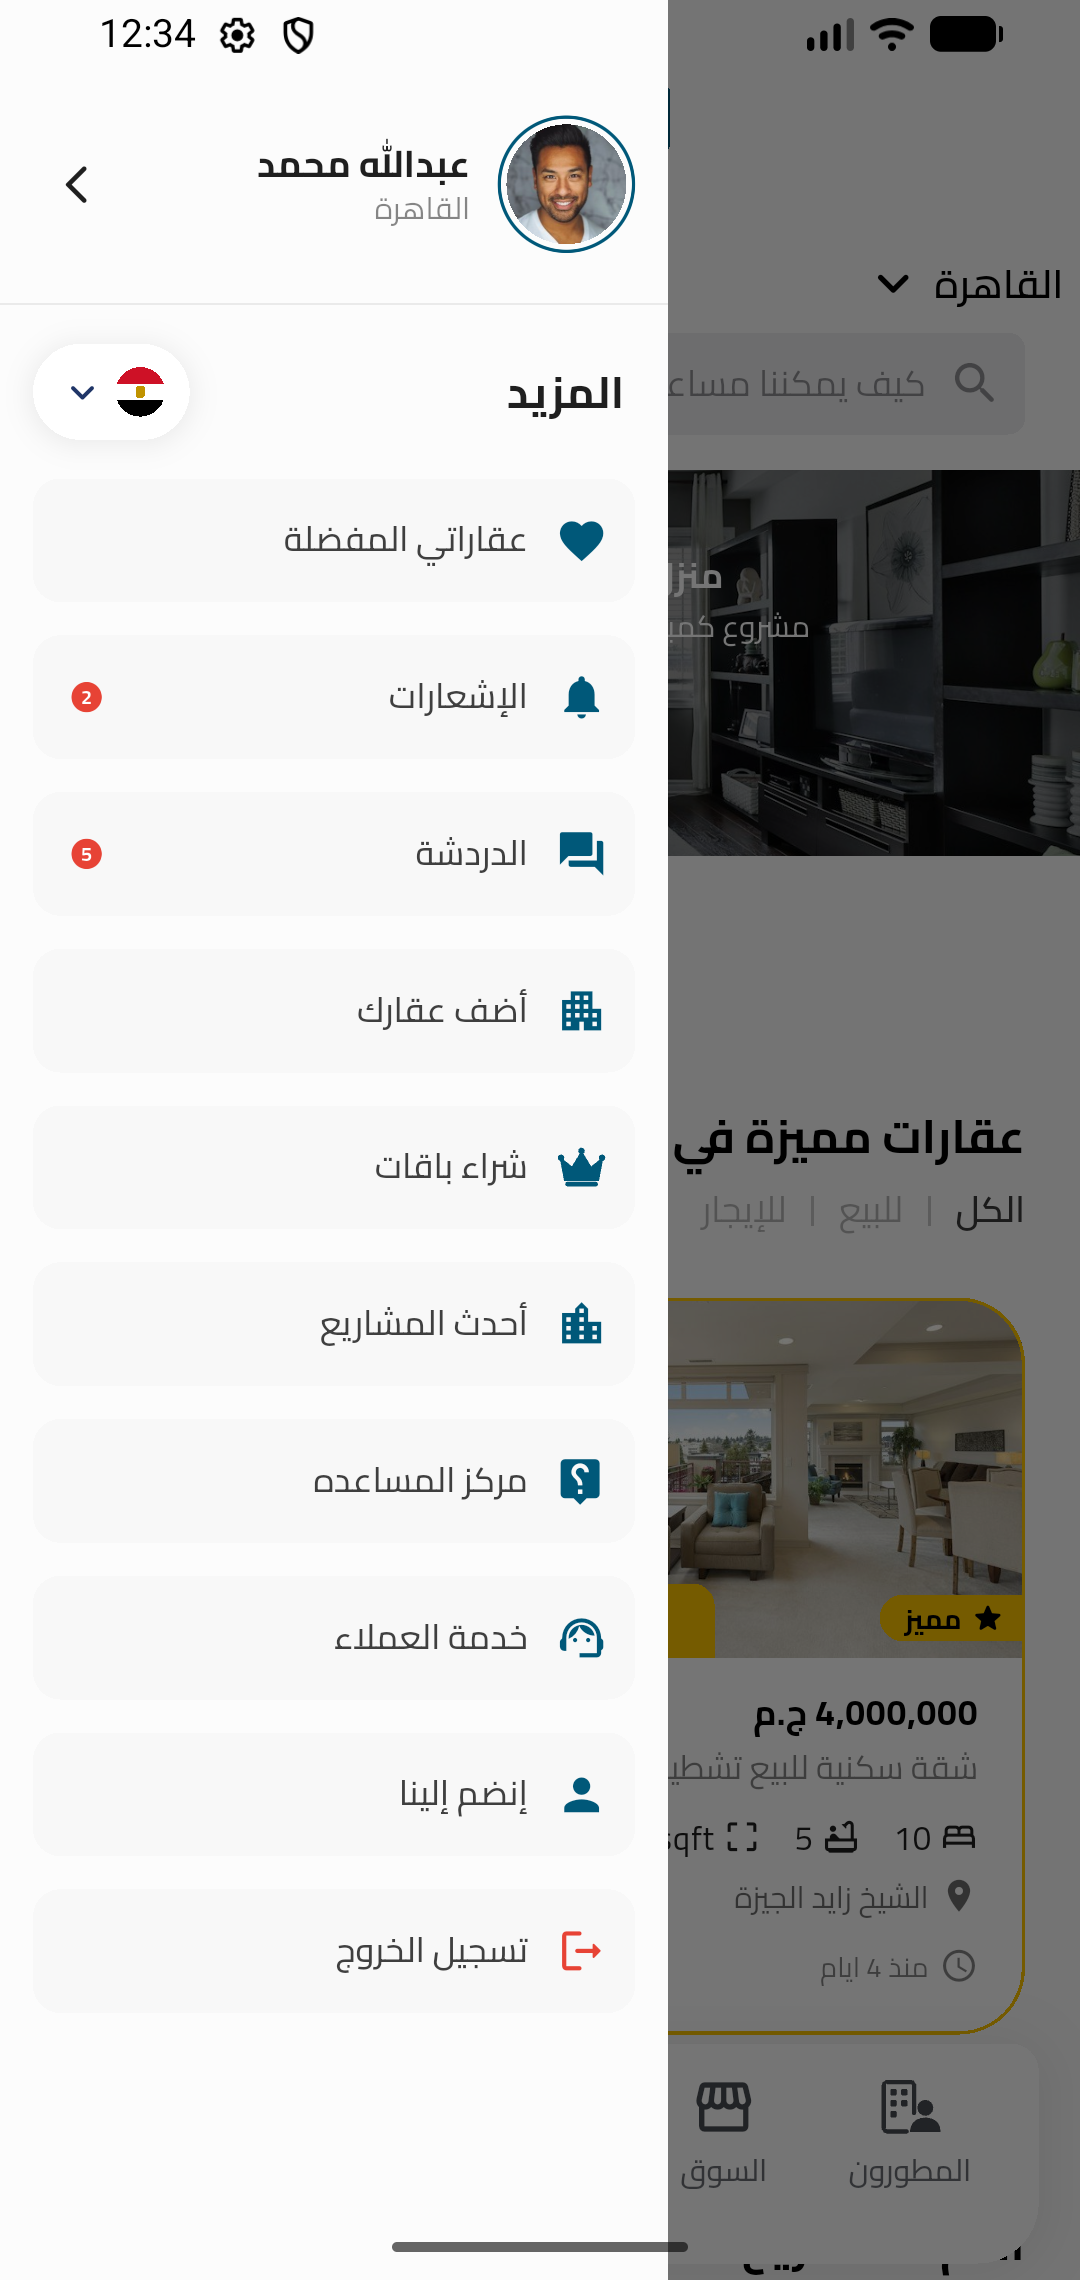 12:34
عبدالله محمد
القاهرة
المزيد
عقاراتي المفضلة
الإشعارات
2
الدردشة
5
أضف عقارك
شراء باقات
أحدث المشاريع
مركز المساعده
خدمة العملاء
إنضم إلينا
تسجيل الخروج
القاهرة
كيف يمكننا
مشروع
عقارات مميزة في
الكل | للبيع | للإيجار
مميز
4,000,000 ج.م
شقة سكنية للبيع
10 5 sqft
الشيخ زايد الجيزة
منذ 4 ايام
المطورون
السوق